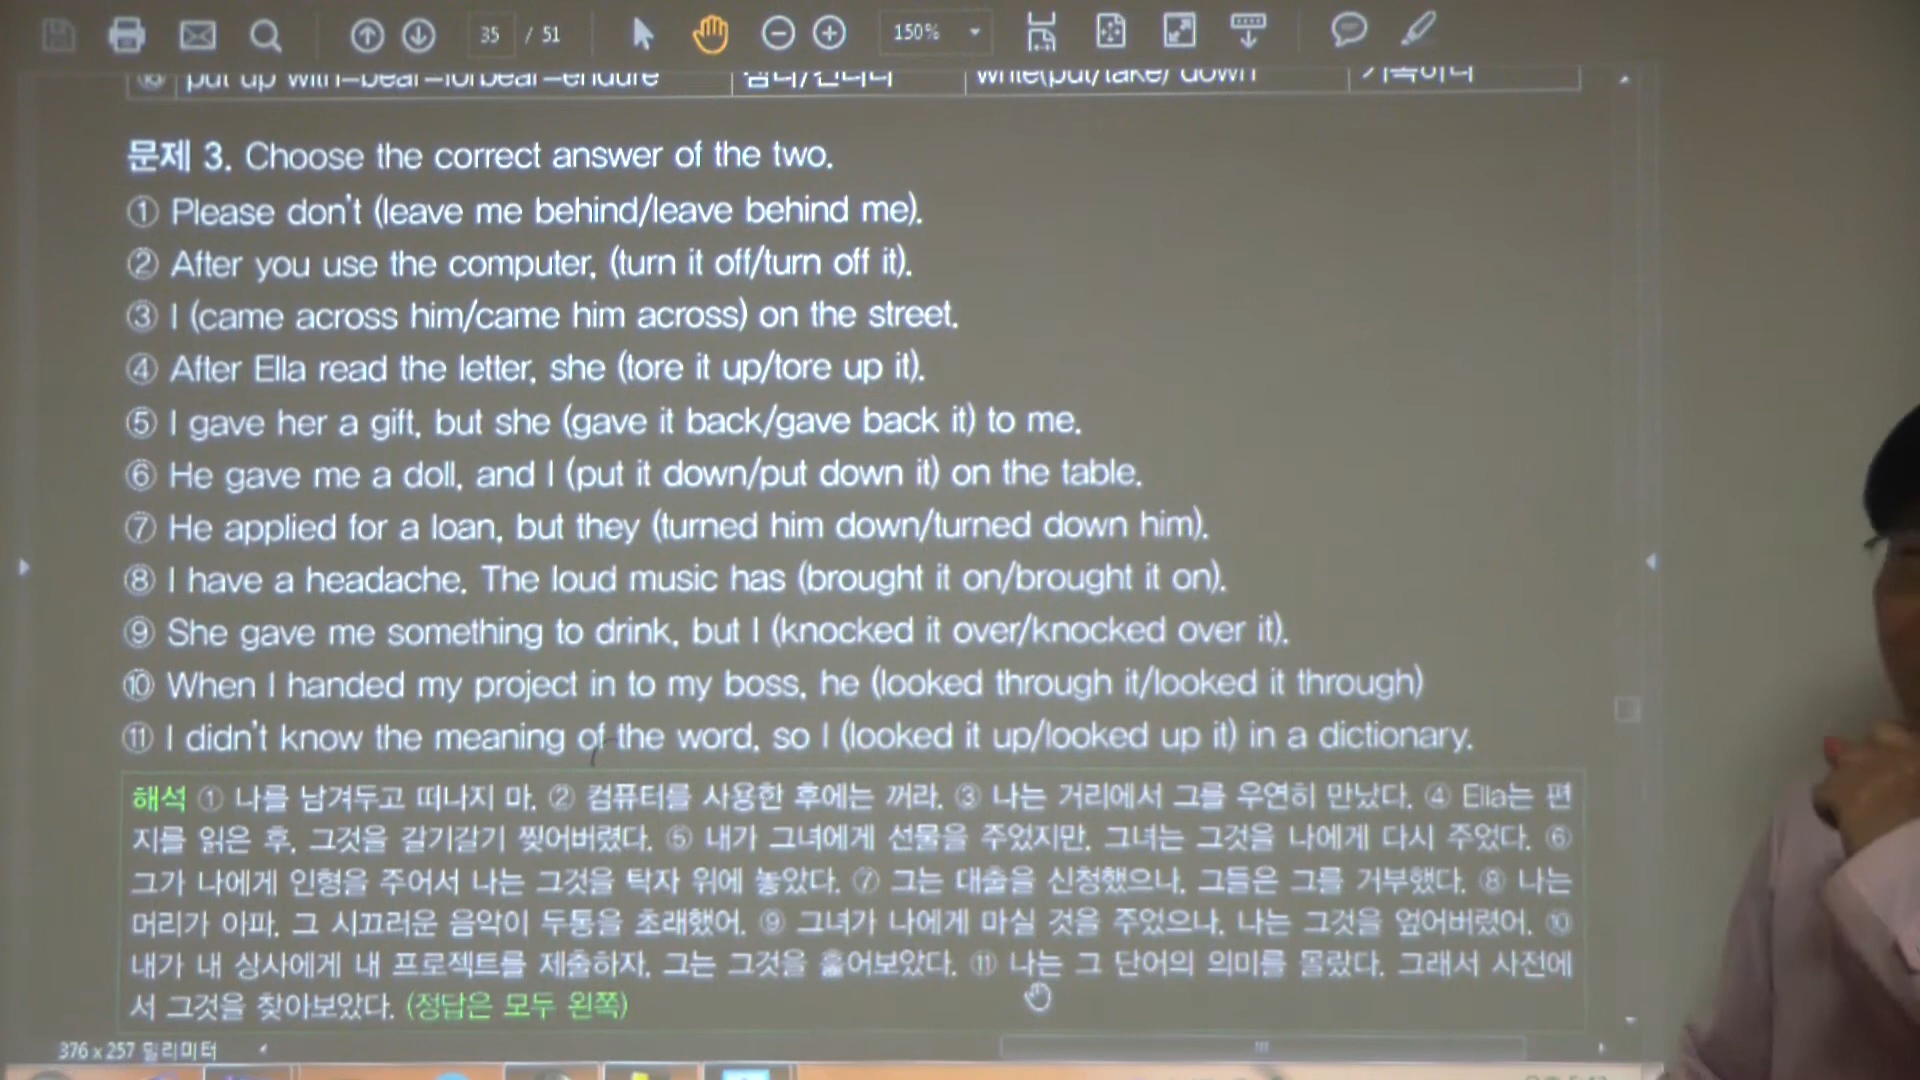 35 / 51 150%
⑯ put up with=bear=forbear=endure 참다/견디다 write(put/take) down 기록하다
문제 3. Choose the correct answer of the two.
① Please don't (leave me behind/leave behind me).
② After you use the computer, (turn it off/turn off it).
③ I (came across him/came him across) on the street.
④ After Ella read the letter, she (tore it up/tore up it).
⑤ I gave her a gift, but she (gave it back/gave back it) to me.
⑥ He gave me a doll, and I (put it down/put down it) on the table.
⑦ He applied for a loan, but they (turned him down/turned down him).
⑧ I have a headache. The loud music has (brought it on/brought it on).
⑨ She gave me something to drink, but I (knocked it over/knocked over it).
⑩ When I handed my project in to my boss, he (looked through it/looked it through)
⑪ I didn't know the meaning of the word, so I (looked it up/looked up it) in a dictionary.
해석 ① 나를 남겨두고 떠나지 마. ② 컴퓨터를 사용한 후에는 꺼라. ③ 나는 거리에서 그를 우연히 만났다. ④ Ella는 편
지를 읽은 후, 그것을 갈기갈기 찢어버렸다. ⑤ 내가 그녀에게 선물을 주었지만, 그녀는 그것을 나에게 다시 주었다. ⑥
그가 나에게 인형을 주어서 나는 그것을 탁자 위에 놓았다. ⑦ 그는 대출을 신청했으나, 그들은 그를 거부했다. ⑧ 나는
머리가 아파. 그 시끄러운 음악이 두통을 초래했어. ⑨ 그녀가 나에게 마실 것을 주었으나, 나는 그것을 엎어버렸어. ⑩
내가 내 상사에게 내 프로젝트를 제출하자, 그는 그것을 훑어보았다. ⑪ 나는 그 단어의 의미를 몰랐다. 그래서 사전에
서 그것을 찾아보았다. (정답은 모두 왼쪽)
376 x 257 밀리미터